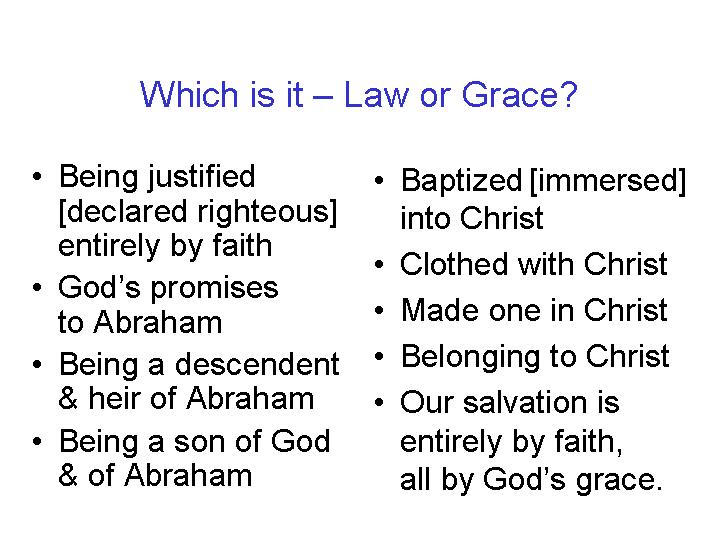 Which is it – Law or Grace?
• Being justified
[declared righteous]
entirely by faith
• God’s promises
to Abraham
• Being a descendent
& heir of Abraham
• Being a son of God
& of Abraham
• Baptized [immersed]
into Christ
• Clothed with Christ
• Made one in Christ
• Belonging to Christ
• Our salvation is
entirely by faith,
all by God’s grace.